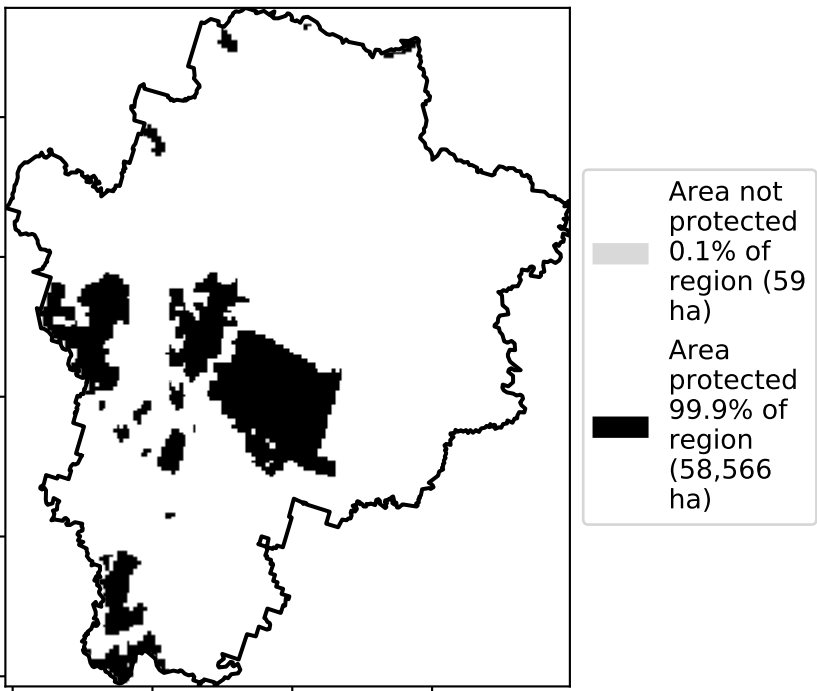 Area not
protected
0.1% of
region (59
ha)
Area
protected
99.9% of
region
(58,566
ha)